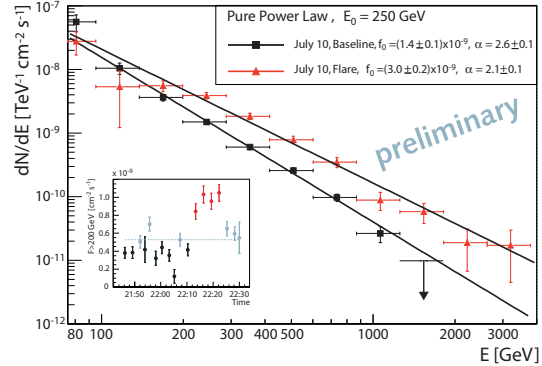 Pure Power Law , E₀ = 250 GeV
July 10, Baseline, f₀ =(1.4±0.1)x10⁻⁹, α = 2.6±0.1
July 10, Flare, f₀ =(3.0±0.2)x10⁻⁹, α = 2.1±0.1
preliminary
dN/dE [TeV⁻¹ cm⁻² s⁻¹]
10⁻⁷
10⁻⁸
10⁻⁹
10⁻¹⁰
10⁻¹¹
10⁻¹²
x 10⁻⁹
F>200 GeV [cm⁻² s⁻¹]
1.2
1.0
0.8
0.6
0.4
0.2
0
21:50 22:00 22:10 22:20 22:30
Time
80 100 200 300 400 500 1000 2000 3000
E [GeV]